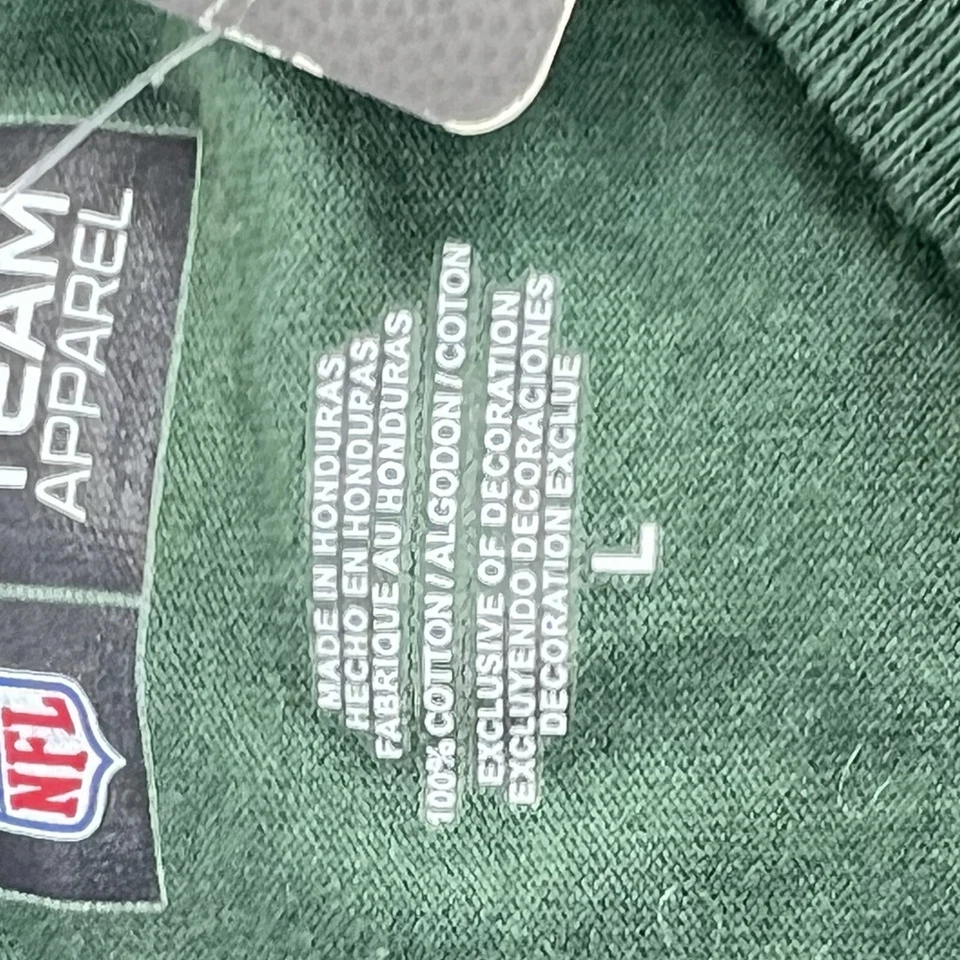 TEAM
APPAREL
NFL
MADE IN HONDURAS
HECHO EN HONDURAS
FABRIQUE AU HONDURAS
100% COTTON/ALGODON/COTON
EXCLUSIVE OF DECORATION
EXCLUYENDO DECORACIONES
DECORATION EXCLUE
L